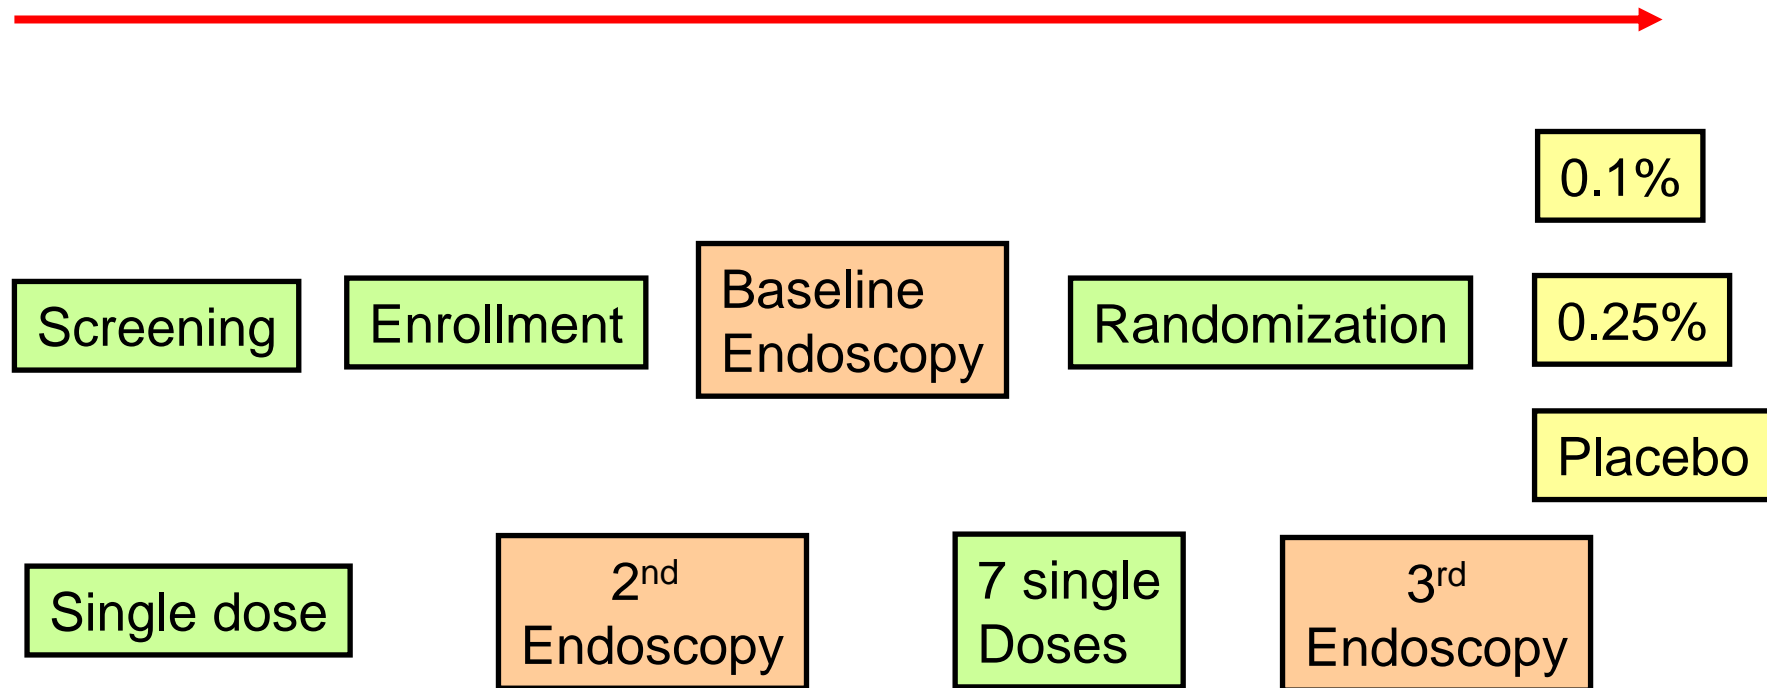 Screening
Enrollment
Baseline
Endoscopy
Randomization
0.1%
0.25%
Placebo
Single dose
2nd
Endoscopy
7 single
Doses
3rd
Endoscopy